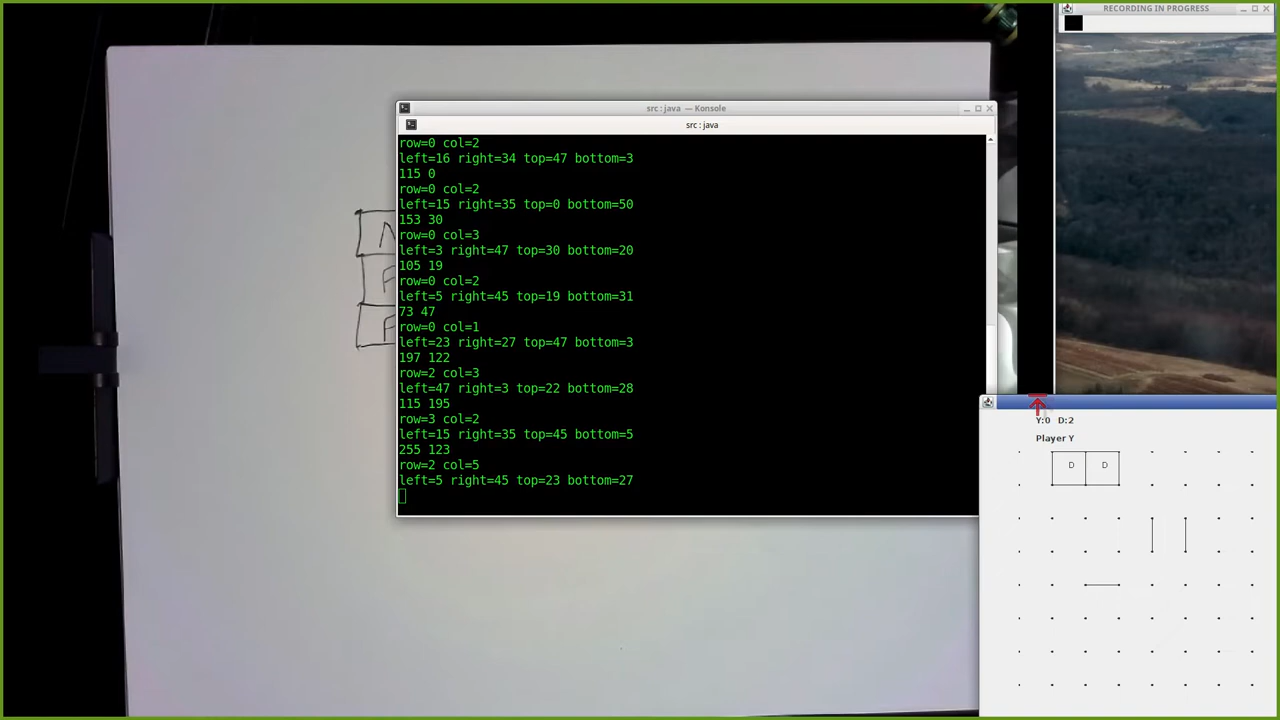 RECORDING IN PROGRESS
src : java — Konsole
src : java
row=0 col=2
left=16 right=34 top=47 bottom=3
115 0
row=0 col=2
left=15 right=35 top=0 bottom=50
153 30
row=0 col=3
left=3 right=47 top=30 bottom=20
105 19
row=0 col=2
left=5 right=45 top=19 bottom=31
73 47
row=0 col=1
left=23 right=27 top=47 bottom=3
197 122
row=2 col=3
left=47 right=3 top=22 bottom=28
115 195
row=3 col=2
left=15 right=35 top=45 bottom=5
255 123
row=2 col=5
left=5 right=45 top=23 bottom=27
Y:0 D:2
Player Y
D D